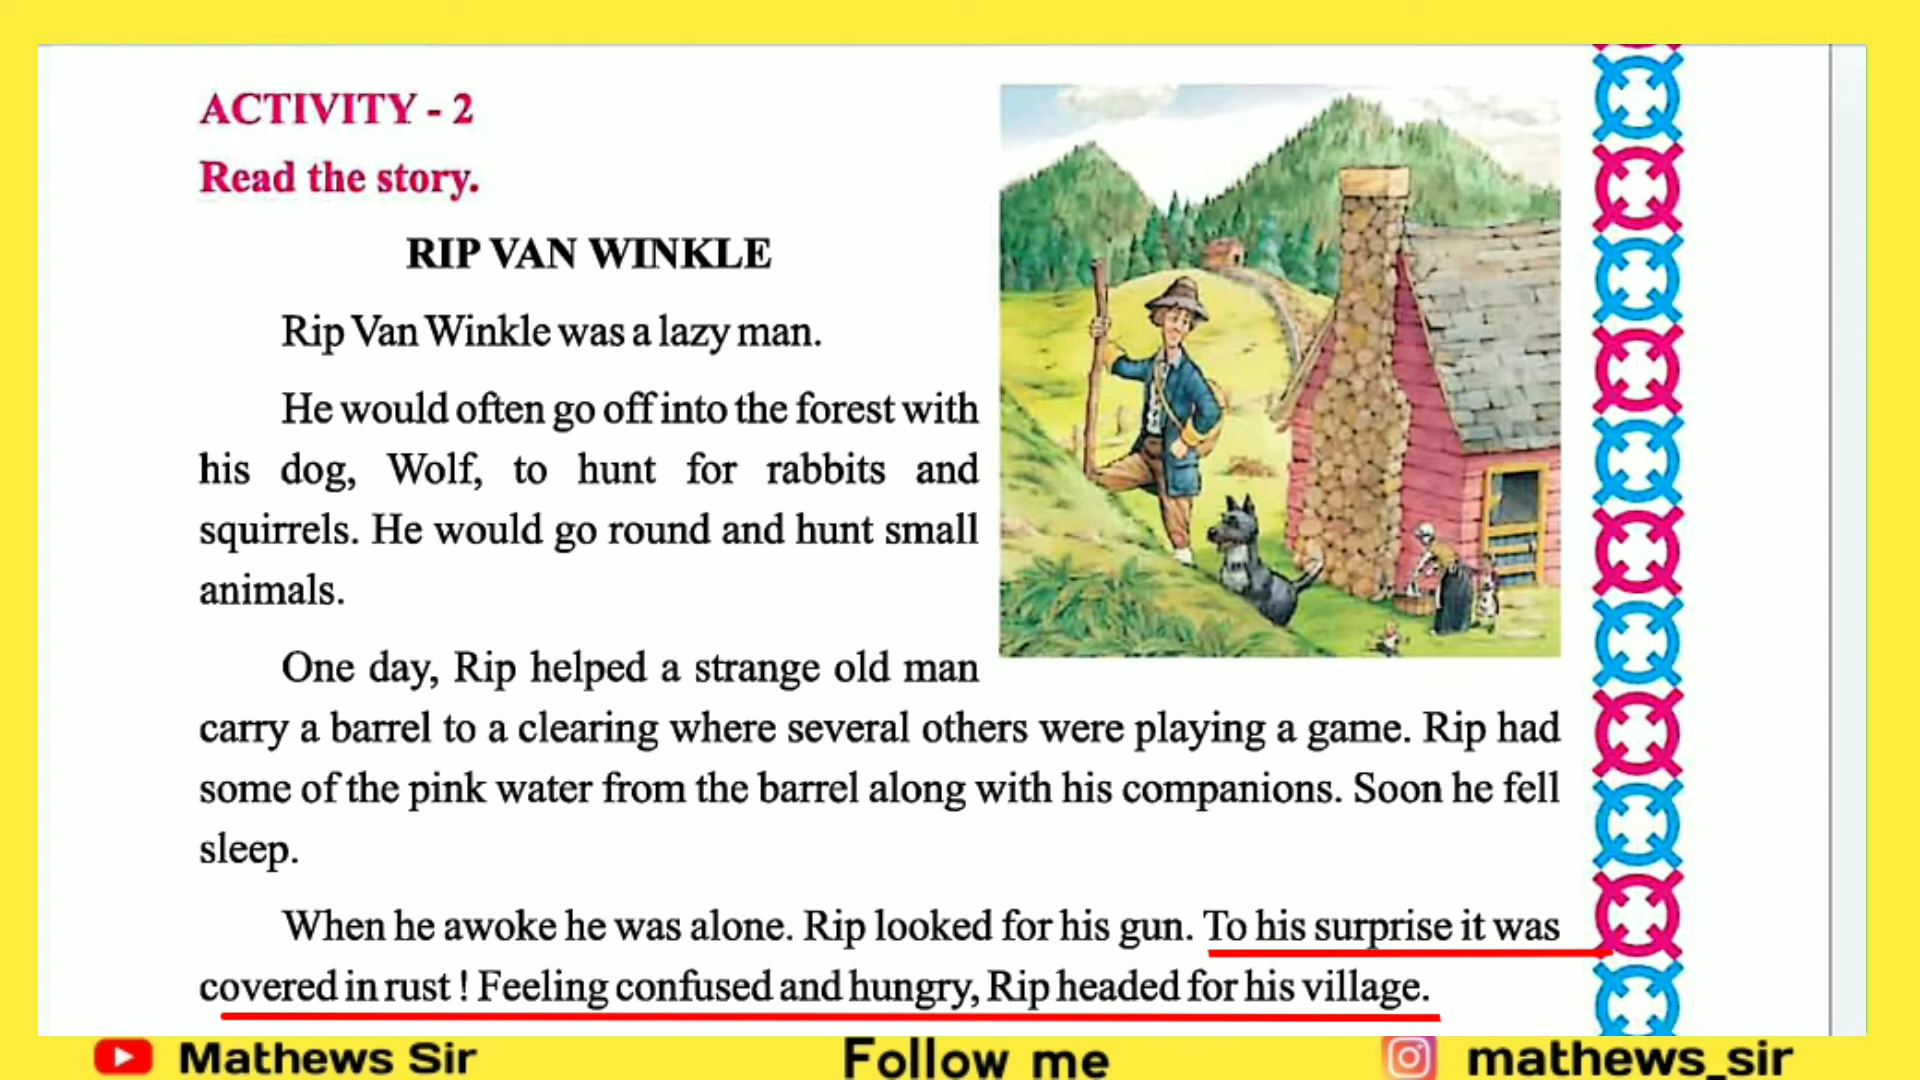 ACTIVITY - 2
Read the story.
RIP VAN WINKLE
Rip Van Winkle was a lazy man.
He would often go off into the forest with
his dog, Wolf, to hunt for rabbits and
squirrels. He would go round and hunt small
animals.
One day, Rip helped a strange old man
carry a barrel to a clearing where several others were playing a game. Rip had
some of the pink water from the barrel along with his companions. Soon he fell
sleep.
When he awoke he was alone. Rip looked for his gun. To his surprise it was
covered in rust ! Feeling confused and hungry, Rip headed for his village.
Mathews Sir Follow me mathews_sir